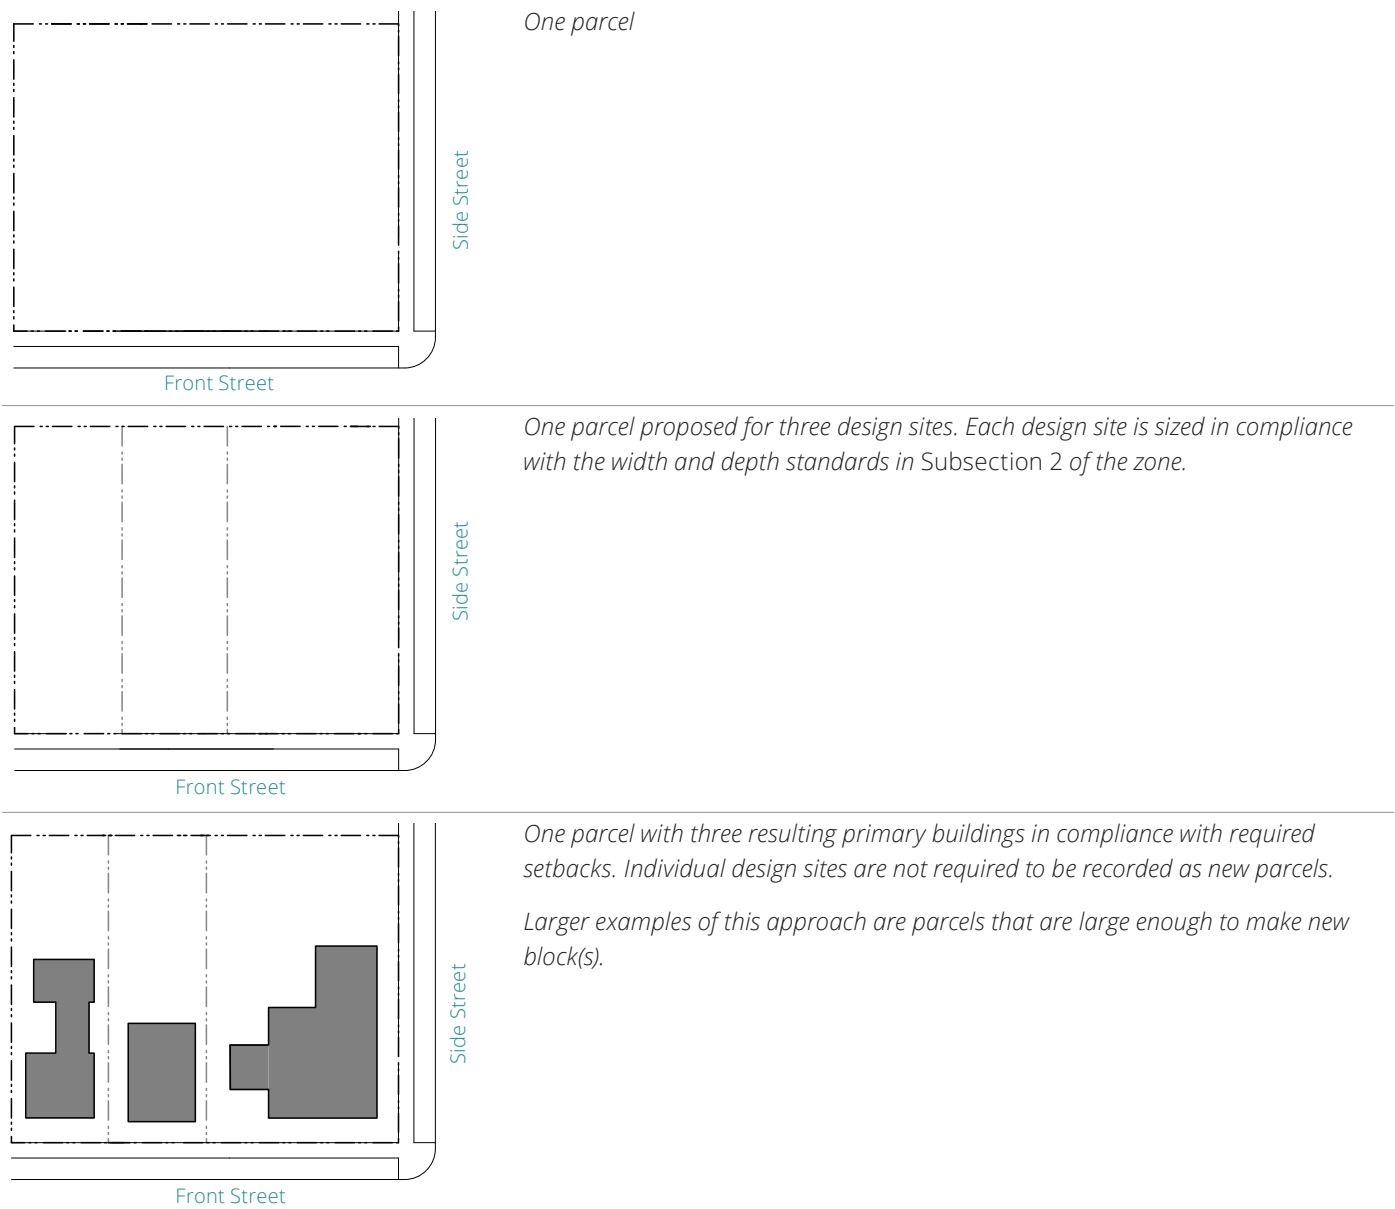 One parcel
Side Street
Front Street
One parcel proposed for three design sites. Each design site is sized in compliance
with the width and depth standards in Subsection 2 of the zone.
Side Street
Front Street
One parcel with three resulting primary buildings in compliance with required
setbacks. Individual design sites are not required to be recorded as new parcels.
Larger examples of this approach are parcels that are large enough to make new
block(s).
Side Street
Front Street